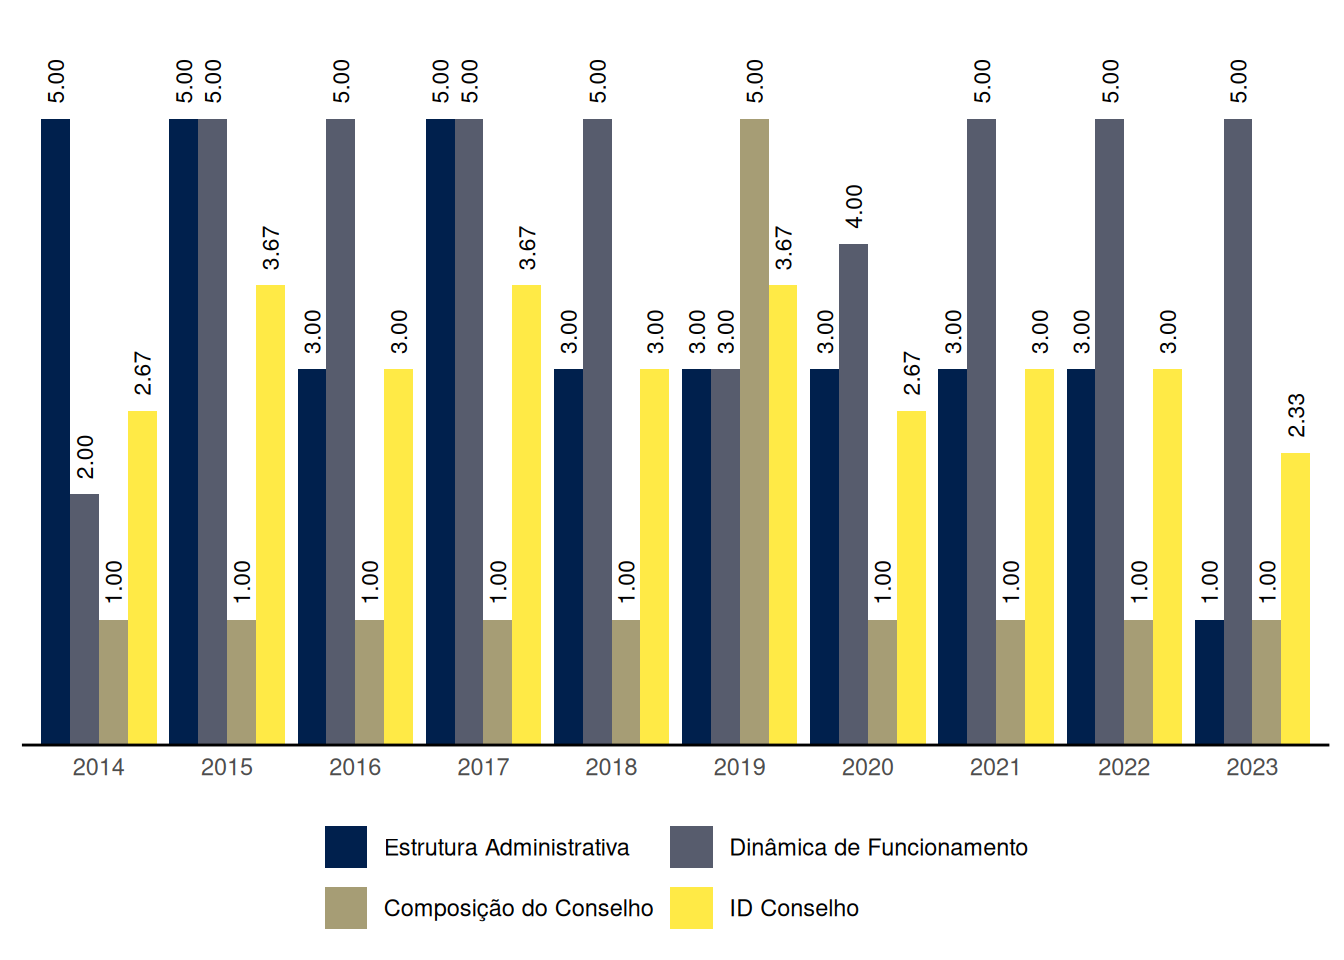 5.00 2.00 1.00 2.67 5.00 5.00 1.00 3.67 3.00 5.00 1.00 3.00 5.00 5.00 1.00 3.67 3.00 5.00 1.00 3.00 3.00 3.00 5.00 3.67 3.00 4.00 1.00 2.67 3.00 5.00 1.00 3.00 3.00 5.00 1.00 3.00 1.00 5.00 1.00 2.33
2014 2015 2016 2017 2018 2019 2020 2021 2022 2023
Estrutura Administrativa Dinâmica de Funcionamento
Composição do Conselho ID Conselho